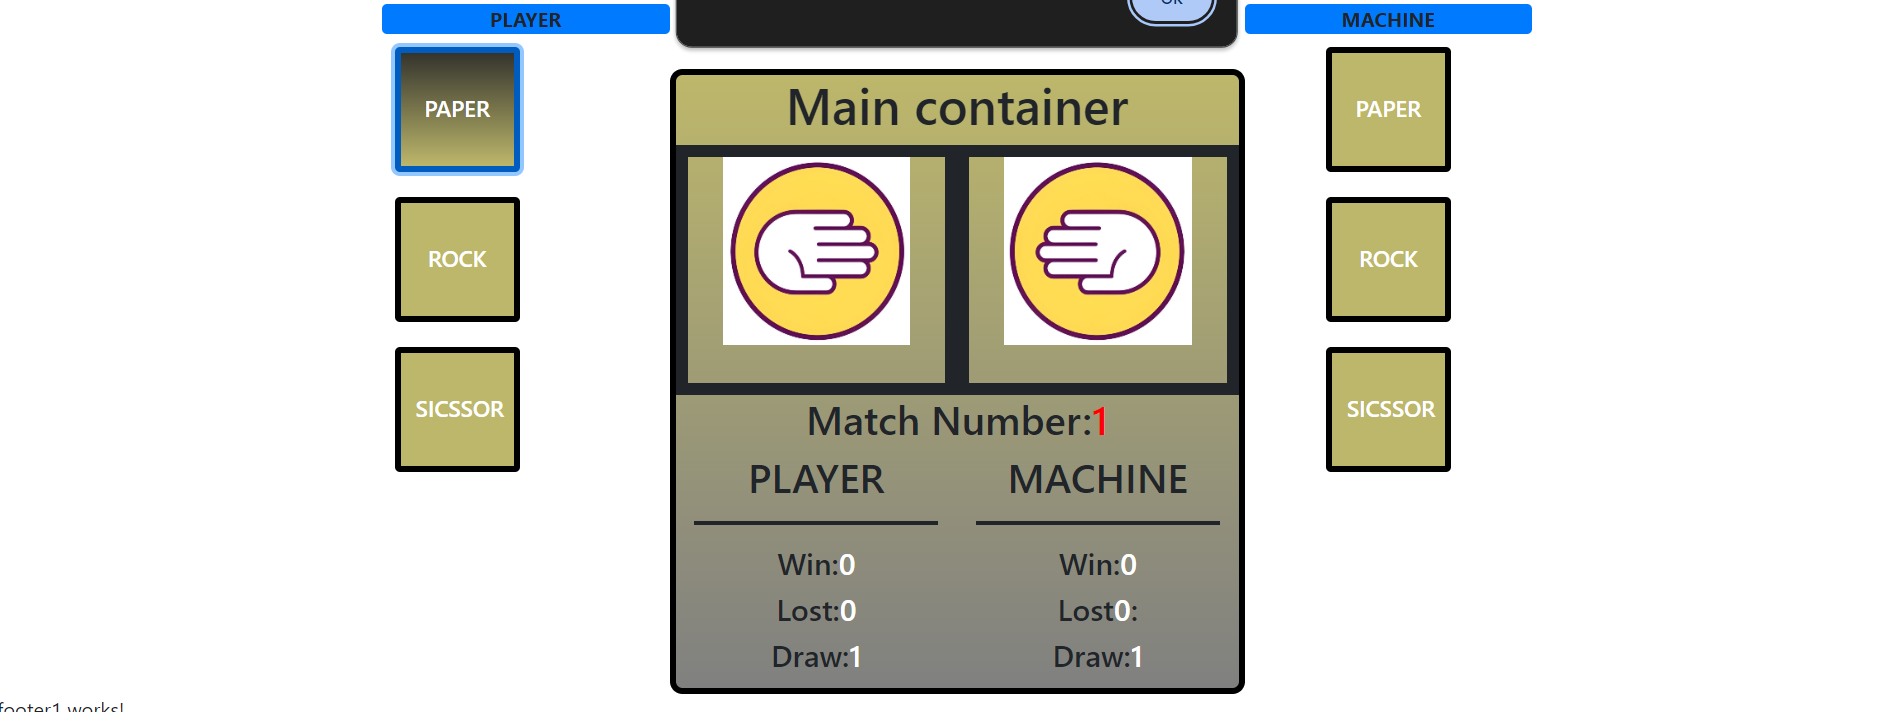 PLAYER
OK
MACHINE
PAPER
Main container
PAPER
ROCK
ROCK
SICSSOR
SICSSOR
Match Number:1
PLAYER
MACHINE
Win:0
Win:0
Lost:0
Lost0:
Draw:1
Draw:1
footer1 works!